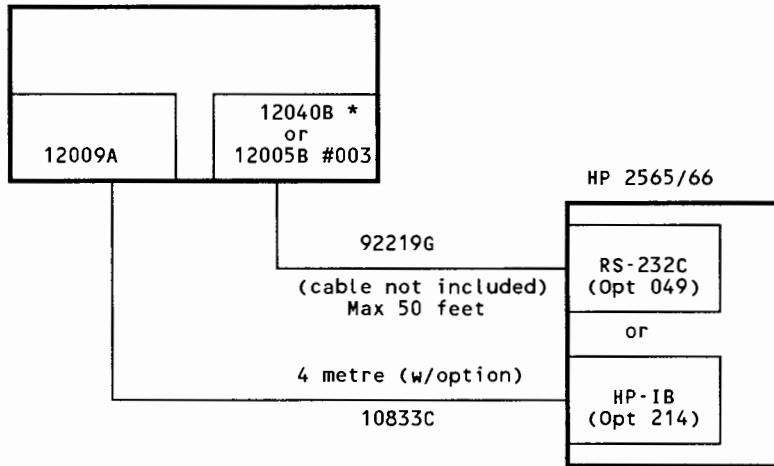 12009A
12040B *
or
12005B #003
HP 2565/66
92219G
(cable not included)
Max 50 feet
RS-232C
(Opt 049)
or
4 metre (w/option)
10833C
HP-IB
(Opt 214)